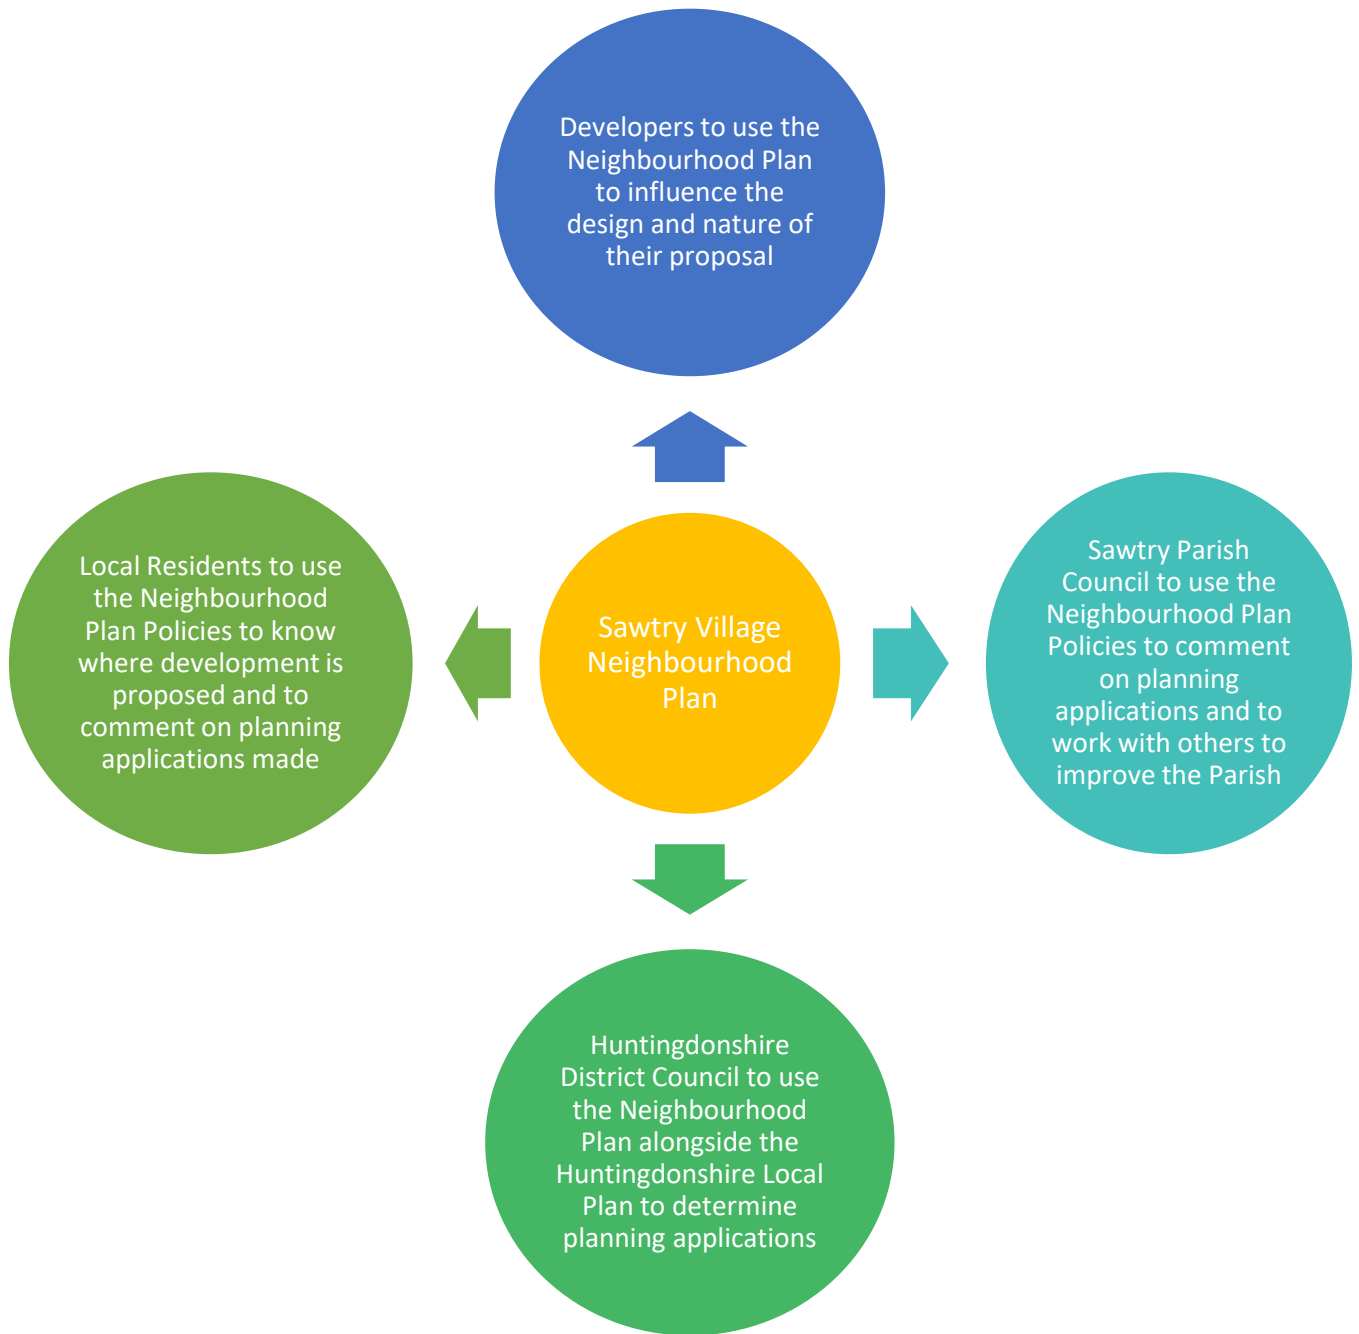 Developers to use the
Neighbourhood Plan
to influence the
design and nature of
their proposal
Local Residents to use
the Neighbourhood
Plan Policies to know
where development is
proposed and to
comment on planning
applications made
Sawtry Village
Neighbourhood
Plan
Sawtry Parish
Council to use the
Neighbourhood Plan
Policies to comment
on planning
applications and to
work with others to
improve the Parish
Huntingdonshire
District Council to use
the Neighbourhood
Plan alongside the
Huntingdonshire Local
Plan to determine
planning applications